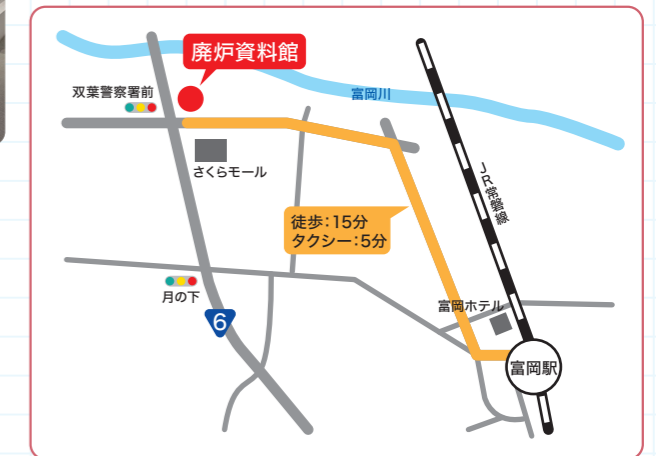 廃炉資料館
双葉警察署前
富岡川
さくらモール
JR常磐線
徒歩:15分
タクシー:5分
月の下
6
富岡ホテル
富岡駅